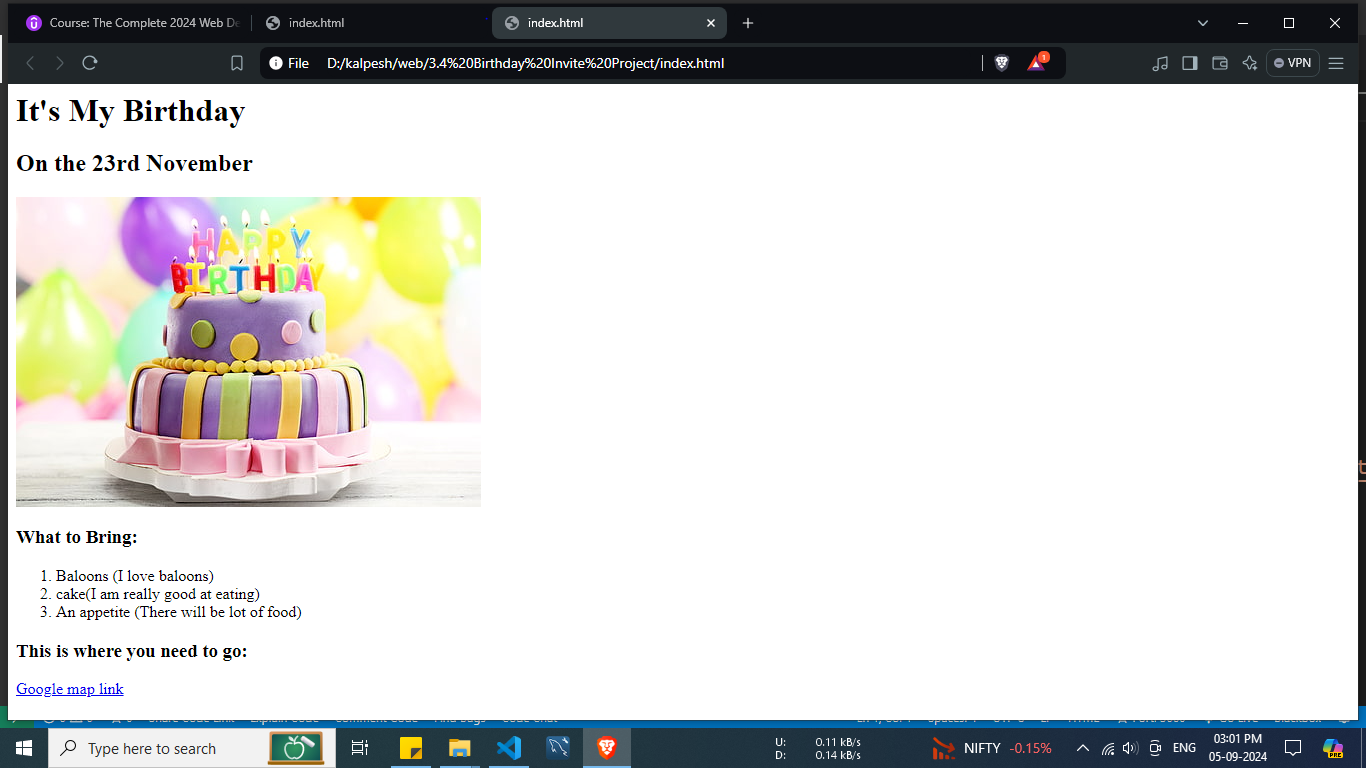 Course: The Complete 2024 Web De
index.html
index.html
File D:/kalpesh/web/3.4%20Birthday%20Invite%20Project/index.html
1
VPN
It's My Birthday
On the 23rd November
HAPPY
BIRTHDAY
What to Bring:
1. Baloons (I love baloons)
2. cake(I am really good at eating)
3. An appetite (There will be lot of food)
This is where you need to go:
Google map link
Type here to search
U: 0.11 kB/s
D: 0.14 kB/s
NIFTY -0.15%
ENG
03:01 PM
05-09-2024
PRE